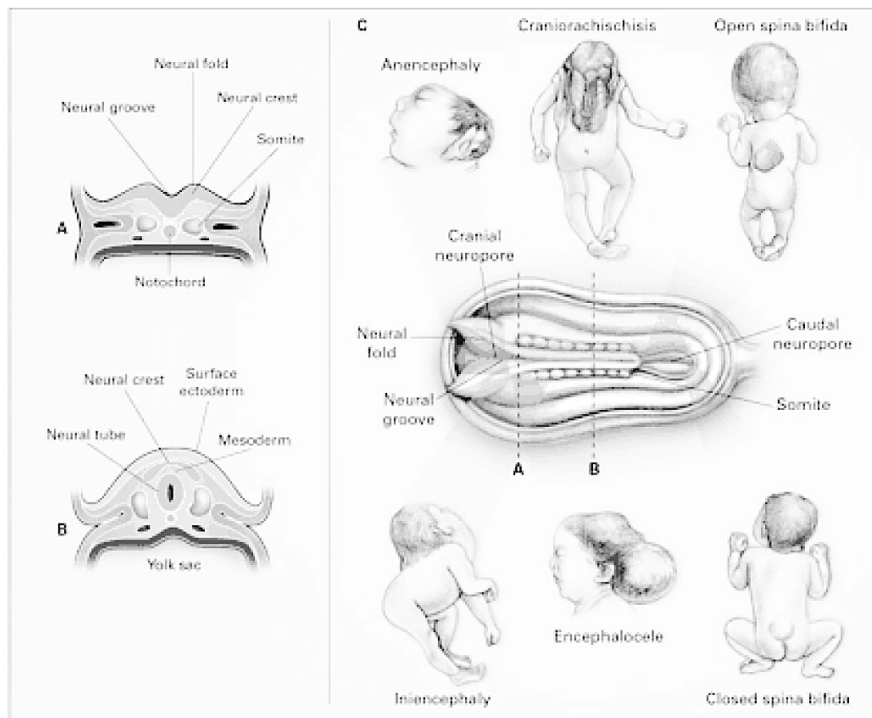 Neural fold
Neural crest
Neural groove
Somite
A
Notochord
Neural crest
Surface
ectoderm
Neural tube
Mesoderm
B
Yolk sac
C
Craniorachischisis
Open spina bifida
Anencephaly
Cranial
neuropore
Neural
fold
Caudal
neuropore
Neural
groove
Somite
A
B
Encephalocele
Iniencephaly
Closed spina bifida